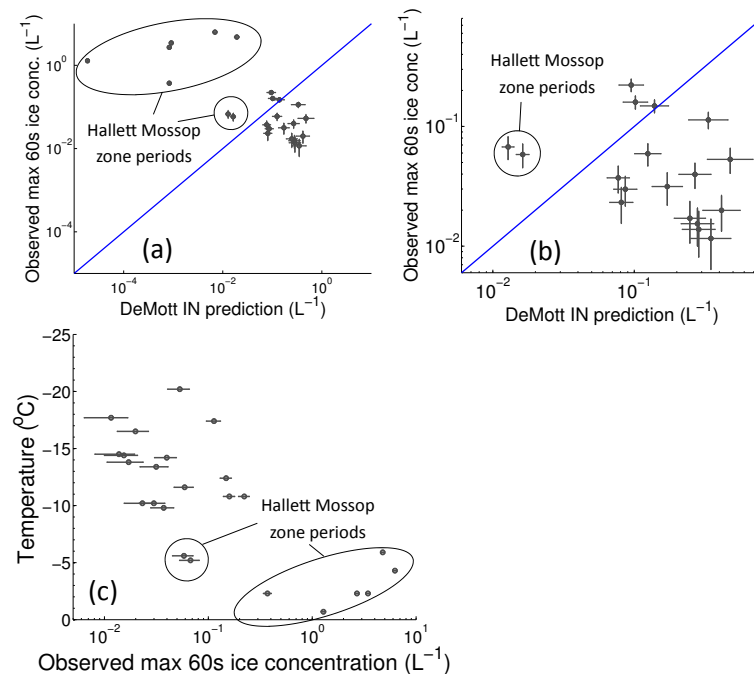 (a)
Observed max 60s ice conc. (L⁻¹)
10⁰
10⁻²
10⁻⁴
Hallett Mossop
zone periods
10⁻⁴ 10⁻² 10⁰
DeMott IN prediction (L⁻¹)
(b)
Observed max 60s ice conc (L⁻¹)
10⁻¹
10⁻²
Hallett Mossop
zone periods
10⁻² 10⁻¹
DeMott IN prediction (L⁻¹)
Temperature (⁰C)
−25
−20
−15
−10
−5
0
Hallett Mossop
zone periods
(c)
10⁻² 10⁻¹ 10⁰ 10¹
Observed max 60s ice concentration (L⁻¹)